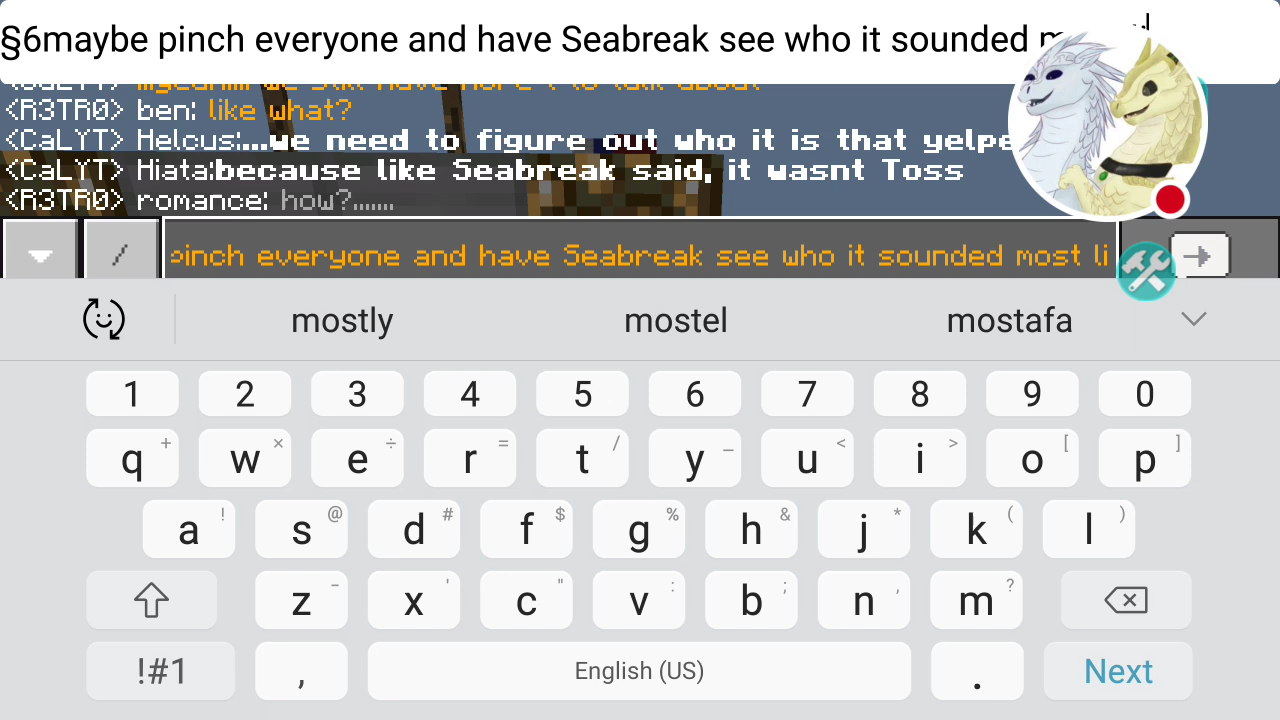 §6maybe pinch everyone and have Seabreak see who it sounded m
<R3TR0> ben: like what?
<CaLYT> Helcus:....we need to figure out who it is that yelpe
<CaLYT> Hiata:because like Seabreak said, it wasnt Toss
<R3TR0> romance: how?.......
/ pinch everyone and have Seabreak see who it sounded most li
mostly mostel mostafa
1 2 3 4 5 6 7 8 9 0
q + w × e ÷ r = t / y _ u < i > o [ p ]
a ! s @ d # f $ g % h & j * k ( l )
z - x ' c " v : b ; n , m ?
!#1 , English (US) . Next